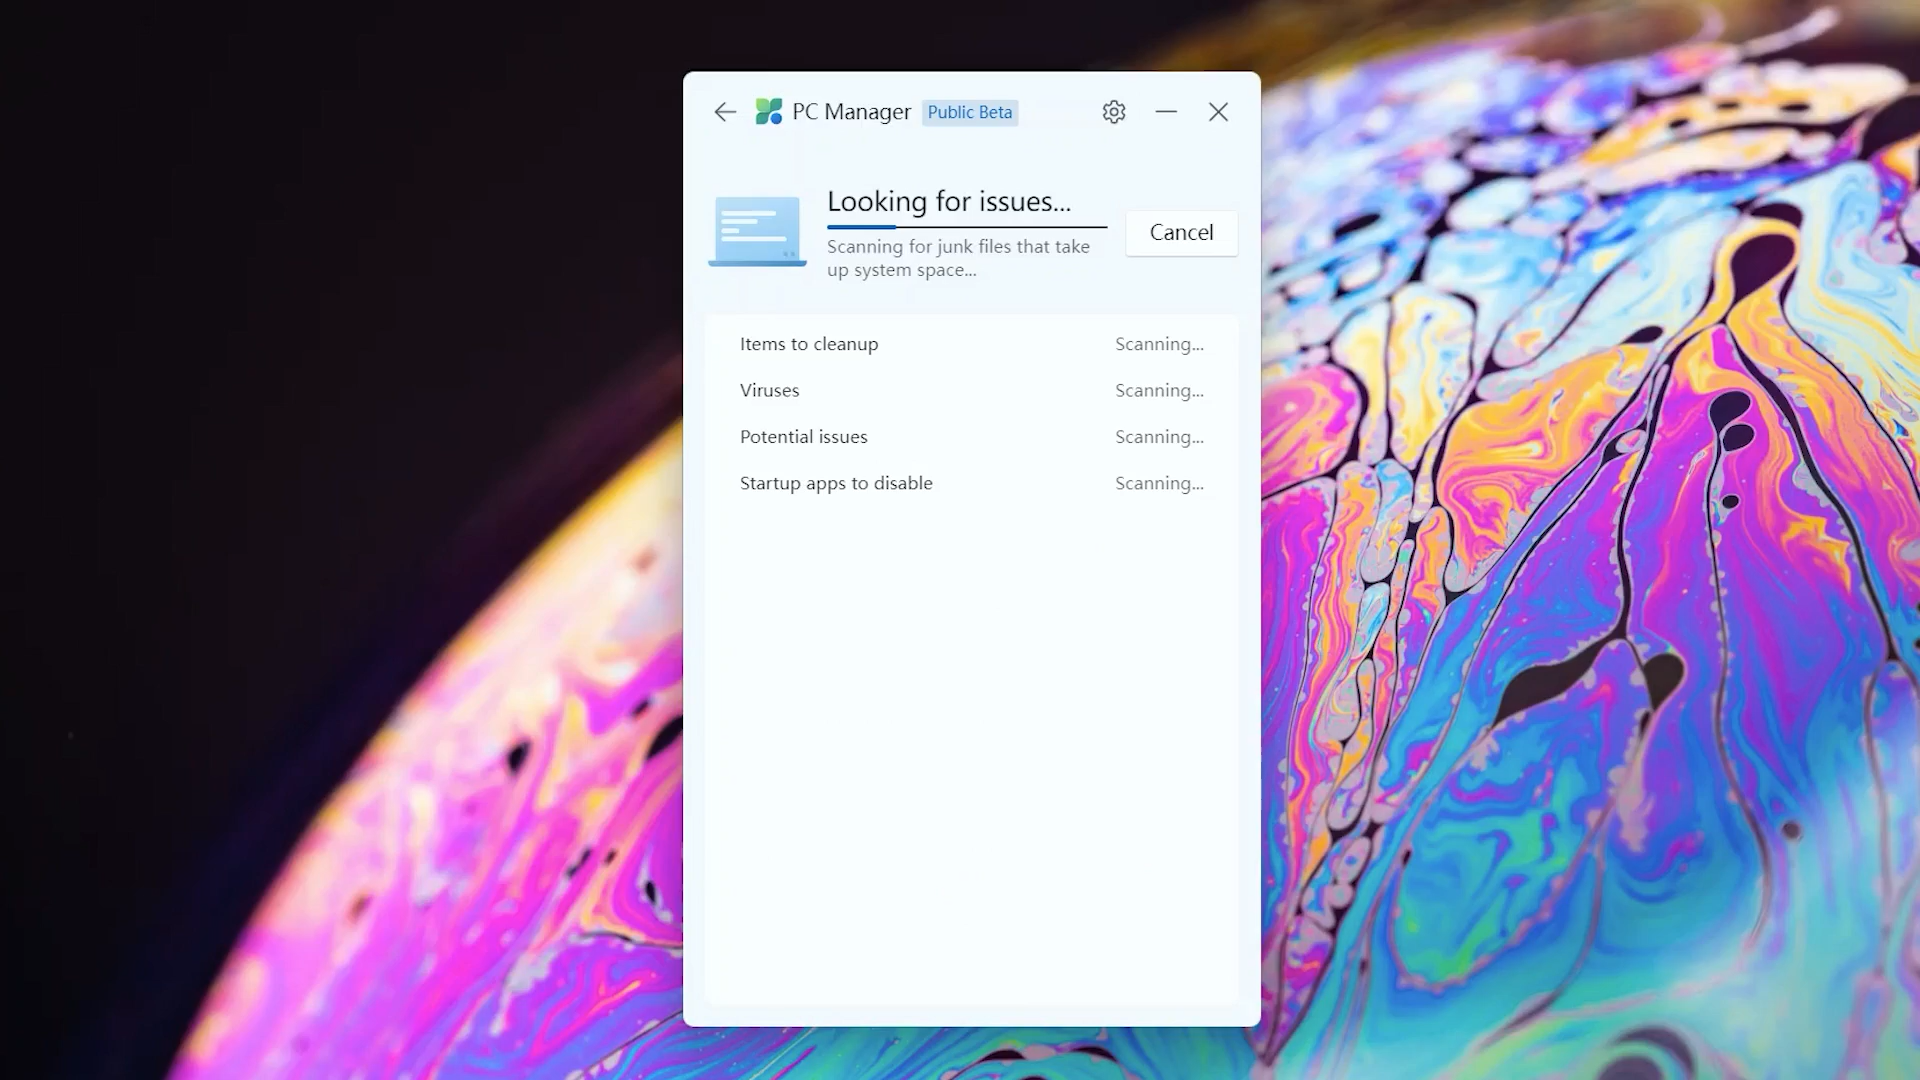 PC Manager Public Beta
Looking for issues...
Cancel
Scanning for junk files that take
up system space...
Items to cleanup Scanning...
Viruses Scanning...
Potential issues Scanning...
Startup apps to disable Scanning...